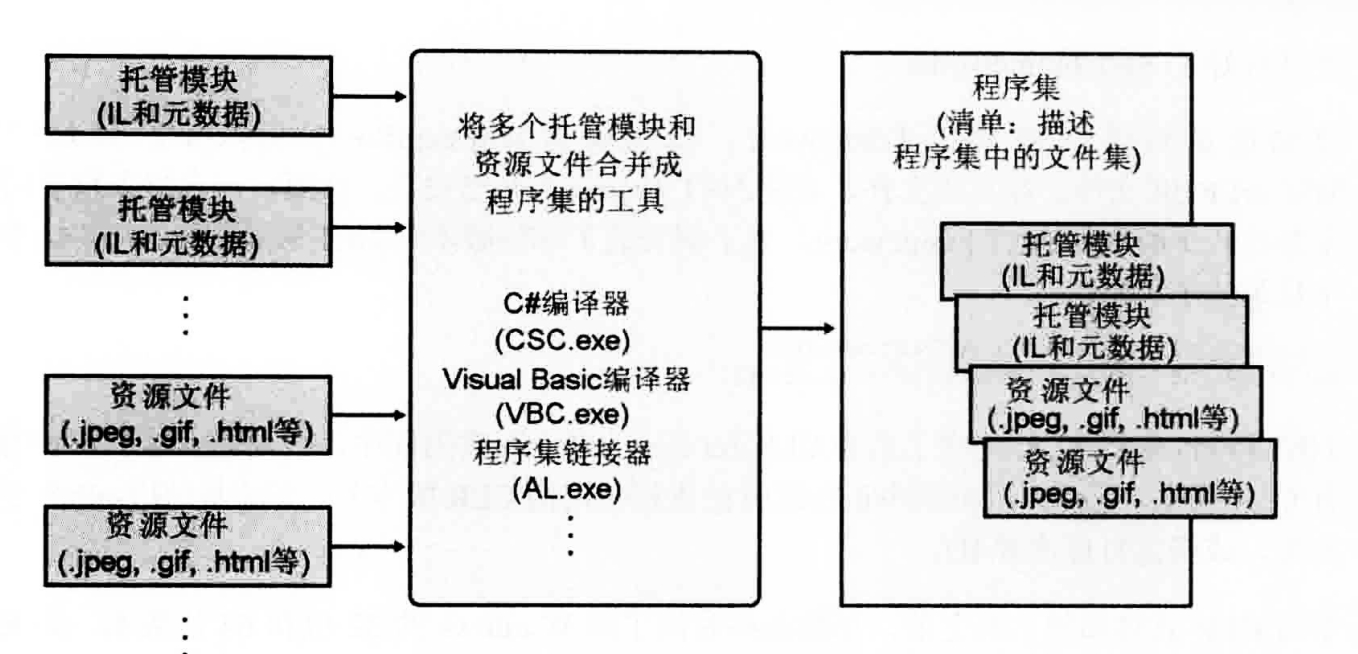 托管模块
(IL和元数据)
托管模块
(IL和元数据)
资源文件
(.jpeg, .gif, .html等)
资源文件
(.jpeg, .gif, .html等)
将多个托管模块和
资源文件合并成
程序集的工具
C#编译器
(CSC.exe)
Visual Basic编译器
(VBC.exe)
程序集链接器
(AL.exe)
程序集
(清单：描述
程序集中的文件集)
托管模块
(IL和元数据)
托管模块
(IL和元数据)
资源文件
(.jpeg, .gif, .html等)
资源文件
(.jpeg, .gif, .html等)